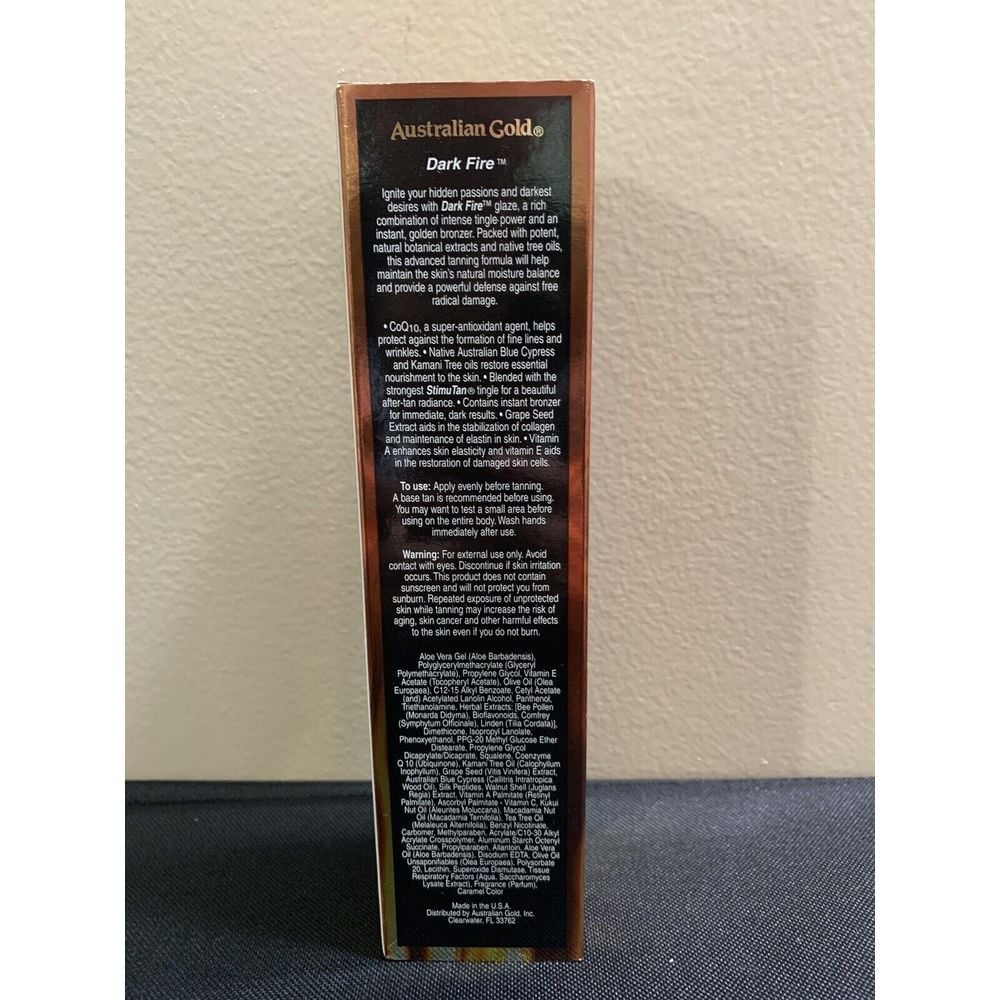 Australian Gold®
Dark Fire™
Ignite your hidden passions and darkest
desires with Dark Fire™ glaze, a rich
combination of intense tingle power and an
instant, golden bronzer. Packed with potent,
natural botanical extracts and native tree oils,
this advanced tanning formula will help
maintain the skin's natural moisture balance
and provide a powerful defense against free
radical damage.
• CoQ10, a super-antioxidant agent, helps
protect against the formation of fine lines and
wrinkles. • Native Australian Blue Cypress
and Kamani Tree oils restore essential
nourishment to the skin. • Blended with the
strongest StimuTan® tingle for a beautiful
after-tan radiance. • Contains instant bronzer
for immediate, dark results. • Grape Seed
Extract aids in the stabilization of collagen
and maintenance of elastin in skin. • Vitamin
A enhances skin elasticity and vitamin E aids
in the restoration of damaged skin cells.
To use: Apply evenly before tanning.
A base tan is recommended before using.
You may want to test a small area before
using on the entire body. Wash hands
immediately after use.
Warning: For external use only. Avoid
contact with eyes. Discontinue if skin irritation
occurs. This product does not contain
sunscreen and will not protect you from
sunburn. Repeated exposure of unprotected
skin while tanning may increase the risk of
aging, skin cancer and other harmful effects
to the skin even if you do not burn.
Aloe Vera Gel (Aloe Barbadensis),
Polyglycerylmethacrylate (Glyceryl
Polymethacrylate), Propylene Glycol, Vitamin E
Acetate (Tocopheryl Acetate), Olive Oil (Olea
Europaea), C12-15 Alkyl Benzoate, Cetyl Acetate
(and) Acetylated Lanolin Alcohol, Panthenol,
Triethanolamine, Herbal Extracts: [Bee Pollen
(Monarda Didyma), Bioflavonoids, Comfrey
(Symphytum Officinale), Linden (Tilia Cordata)],
Dimethicone, Isopropyl Lanolate,
Phenoxyethanol, PPG-20 Methyl Glucose Ether
Distearate, Propylene Glycol
Dicaprylate/Dicaprate, Squalene, Coenzyme
Q 10 (Ubiquinone), Kamani Tree Oil (Calophyllum
Inophyllum), Grape Seed (Vitis Vinifera) Extract,
Australian Blue Cypress (Callitris Intratropica
Wood Oil), Silk Peptides, Walnut Shell (Juglans
Regia) Extract, Vitamin A Palmitate (Retinyl
Palmitate), Ascorbyl Palmitate - Vitamin C, Kukui
Nut Oil (Aleurites Moluccana), Macadamia Nut
Oil (Macadamia Ternifolia), Tea Tree Oil
(Melaleuca Alternifolia), Benzyl Nicotinate,
Carbomer, Methylparaben, Acrylate/C10-30 Alkyl
Acrylate Crosspolymer, Aluminum Starch Octenyl
Succinate, Propylparaben, Allantoin, Aloe Vera
Oil (Aloe Barbadensis), Disodium EDTA, Olive Oil
Unsaponifiables (Olea Europaea), Polysorbate
20, Lecithin, Superoxide Dismutase, Tissue
Respiratory Factors (Aqua, Saccharomyces
Lysate Extract), Fragrance (Parfum),
Caramel Color
Made in the U.S.A.
Distributed by Australian Gold, Inc.
Clearwater, FL 33762